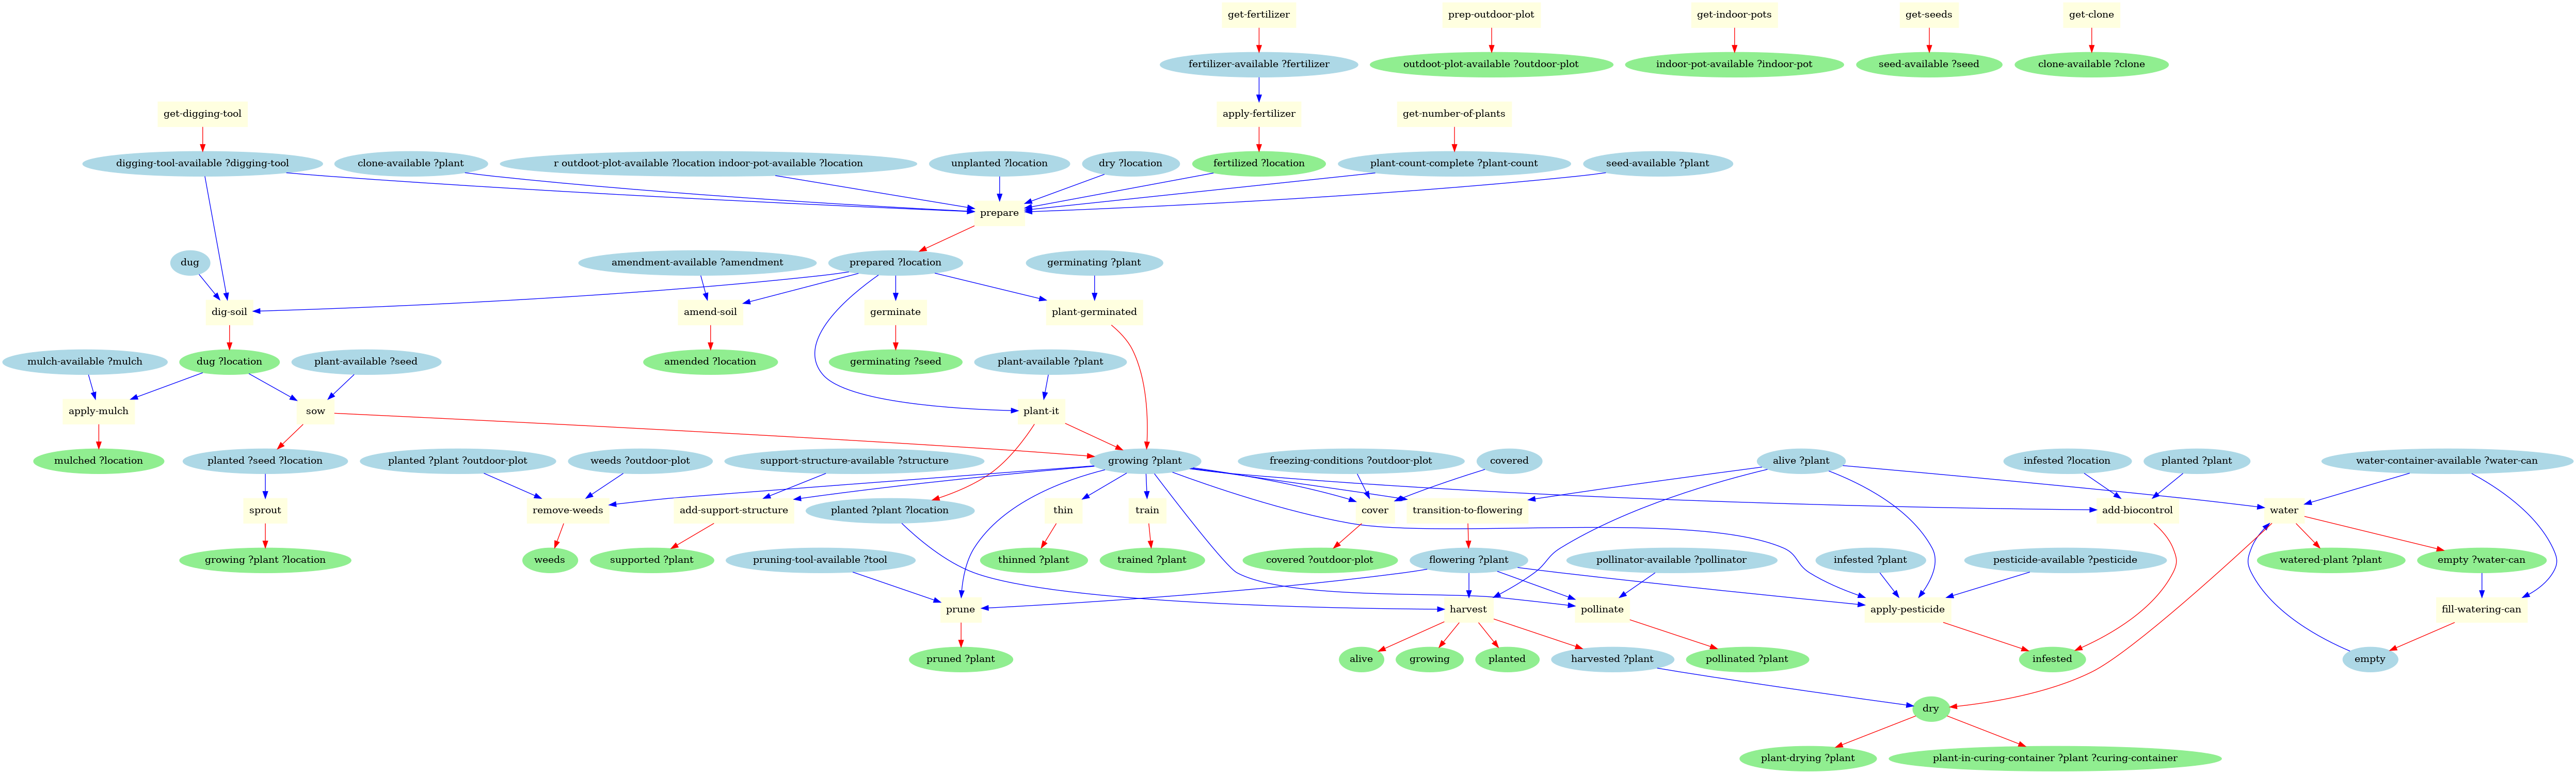 get-fertilizer
prep-outdoor-plot
get-indoor-pots
get-seeds
get-clone
fertilizer-available ?fertilizer
outdoot-plot-available ?outdoor-plot
indoor-pot-available ?indoor-pot
seed-available ?seed
clone-available ?clone
get-digging-tool
apply-fertilizer
get-number-of-plants
digging-tool-available ?digging-tool
clone-available ?plant
r outdoot-plot-available ?location indoor-pot-available ?location
unplanted ?location
dry ?location
fertilized ?location
plant-count-complete ?plant-count
seed-available ?plant
prepare
dug
amendment-available ?amendment
prepared ?location
germinating ?plant
dig-soil
amend-soil
germinate
plant-germinated
mulch-available ?mulch
dug ?location
plant-available ?seed
amended ?location
germinating ?seed
plant-available ?plant
apply-mulch
sow
plant-it
mulched ?location
planted ?seed ?location
planted ?plant ?outdoor-plot
weeds ?outdoor-plot
support-structure-available ?structure
growing ?plant
freezing-conditions ?outdoor-plot
covered
alive ?plant
infested ?location
planted ?plant
water-container-available ?water-can
sprout
remove-weeds
add-support-structure
planted ?plant ?location
thin
train
cover
transition-to-flowering
add-biocontrol
water
growing ?plant ?location
weeds
supported ?plant
pruning-tool-available ?tool
thinned ?plant
trained ?plant
covered ?outdoor-plot
flowering ?plant
pollinator-available ?pollinator
infested ?plant
pesticide-available ?pesticide
watered-plant ?plant
empty ?water-can
prune
harvest
pollinate
apply-pesticide
fill-watering-can
pruned ?plant
alive
growing
planted
harvested ?plant
pollinated ?plant
infested
empty
dry
plant-drying ?plant
plant-in-curing-container ?plant ?curing-container